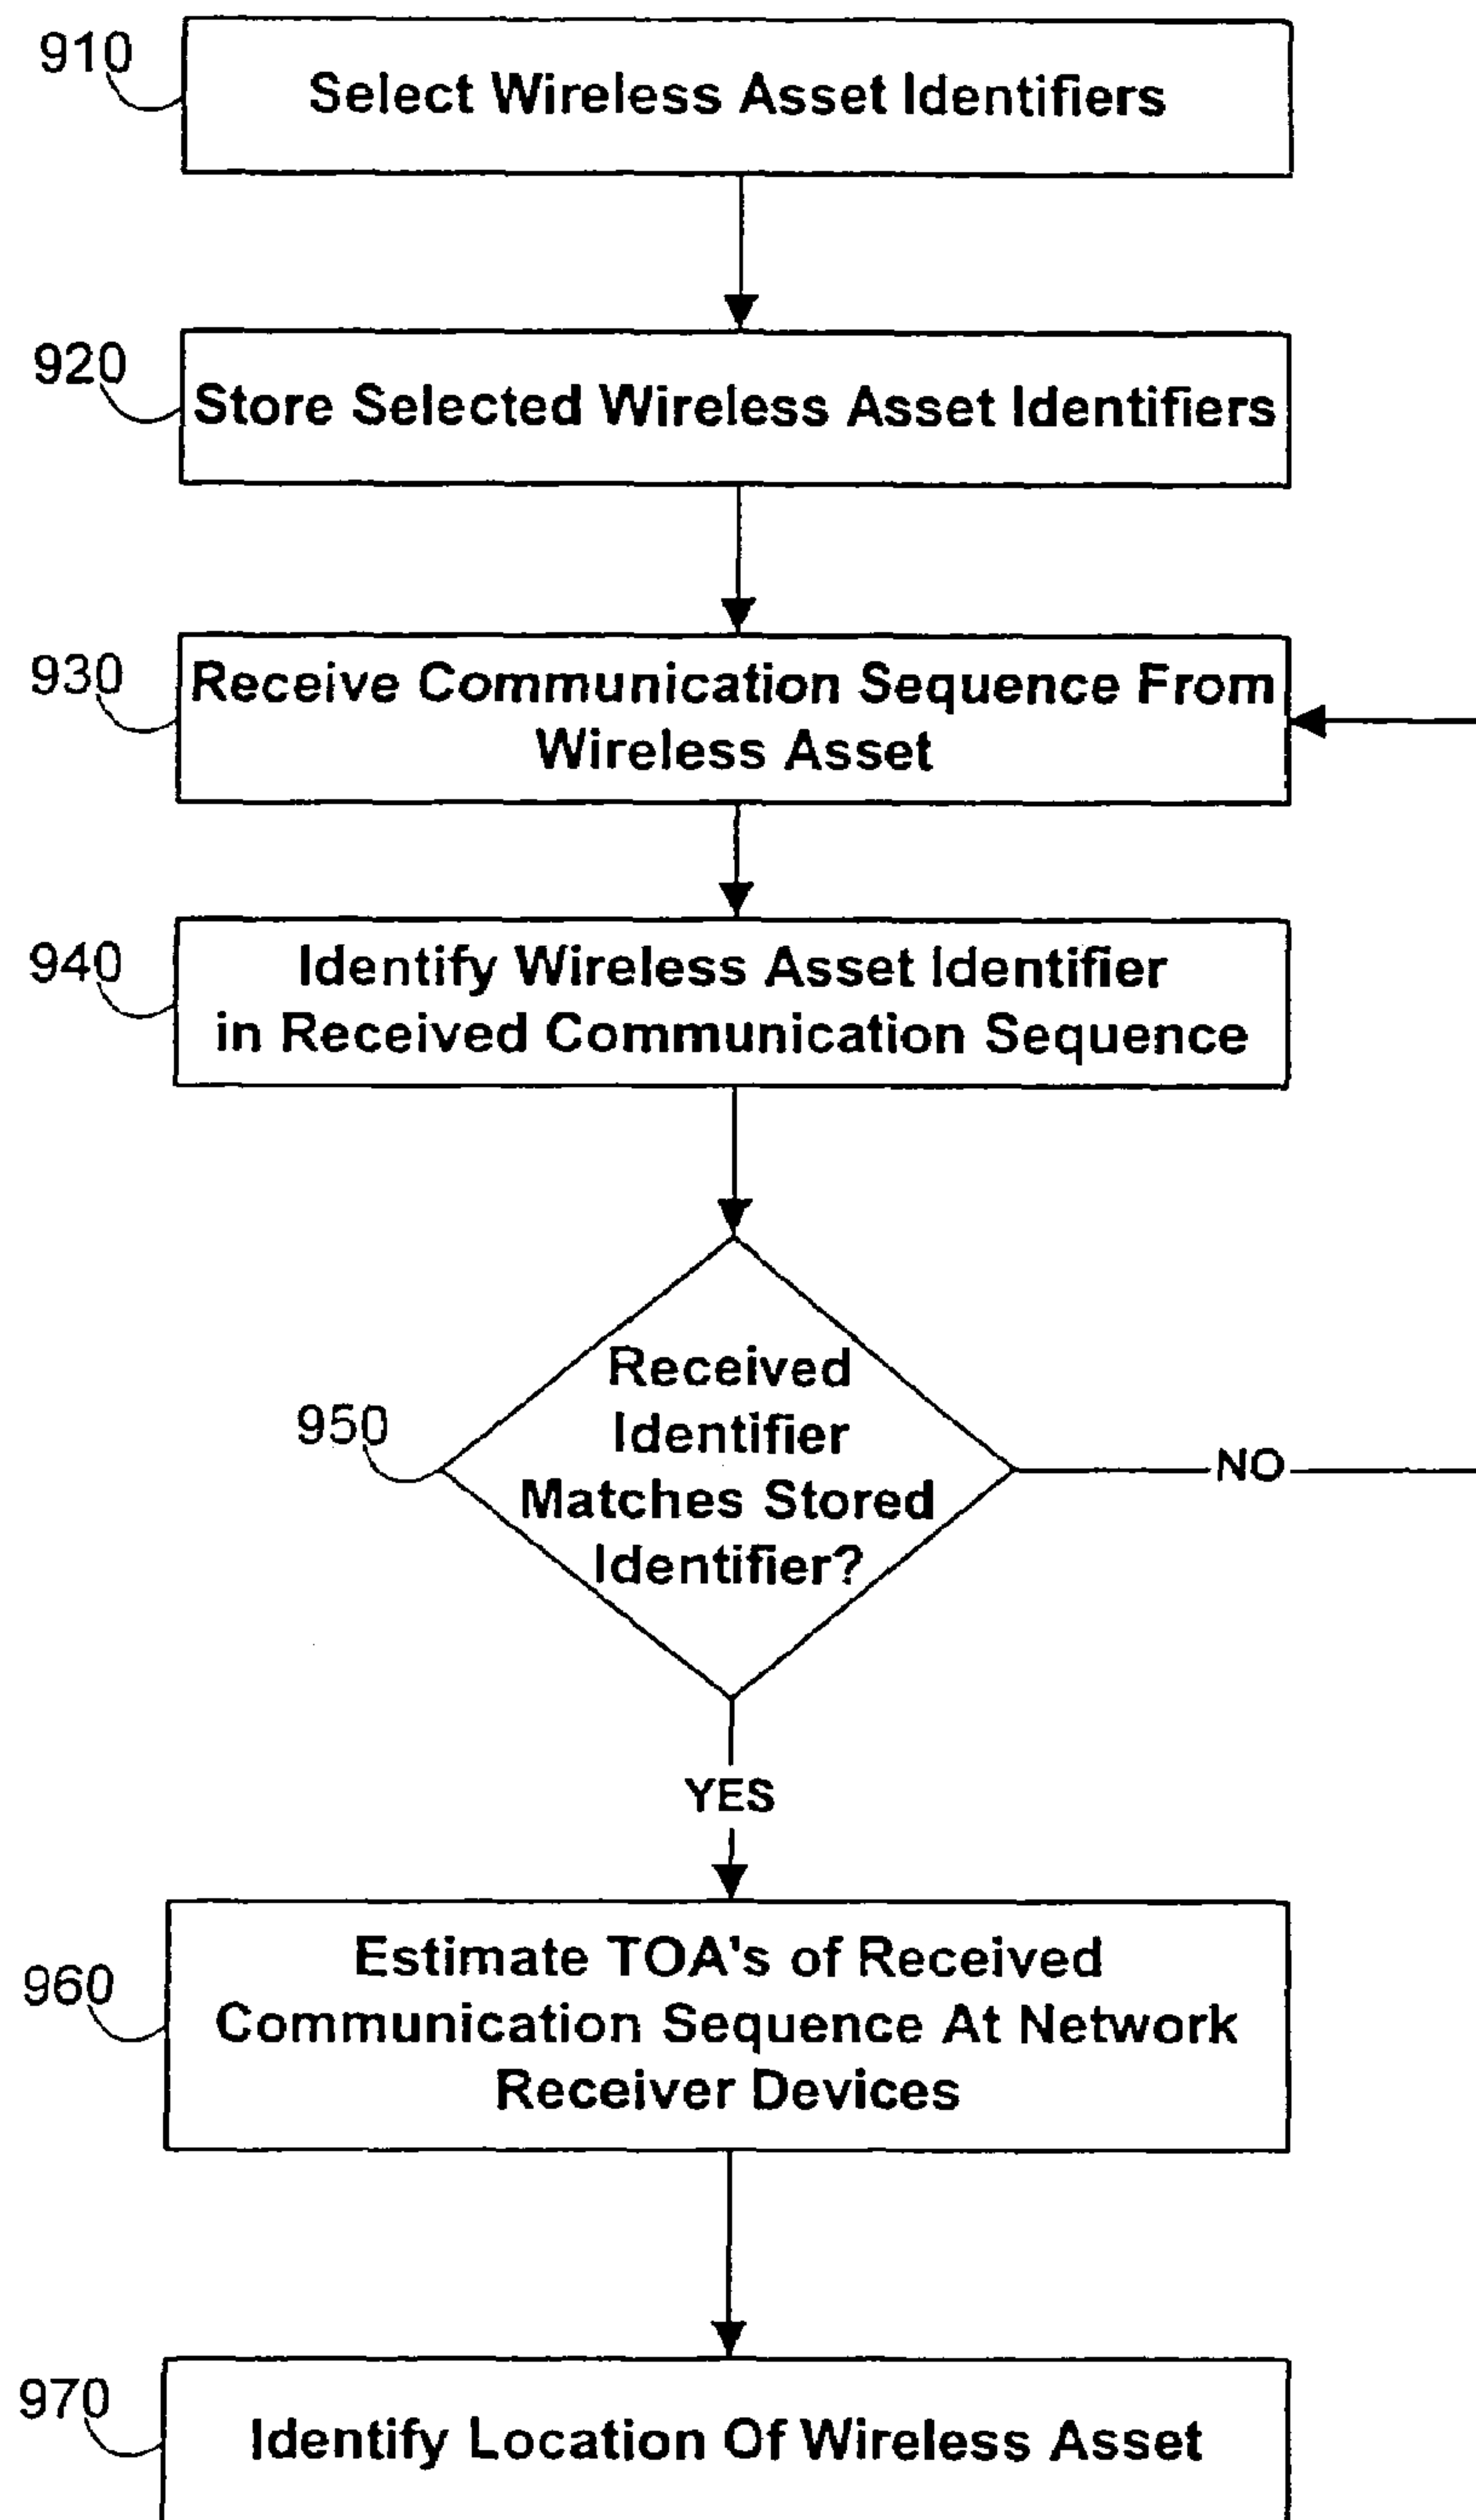 910
Select Wireless Asset Identifiers
920
Store Selected Wireless Asset Identifiers
930
Receive Communication Sequence From
Wireless Asset
940
Identify Wireless Asset Identifier
in Received Communication Sequence
950
Received
Identifier
Matches Stored
Identifier?
NO
YES
960
Estimate TOA's of Received
Communication Sequence At Network
Receiver Devices
970
Identify Location Of Wireless Asset